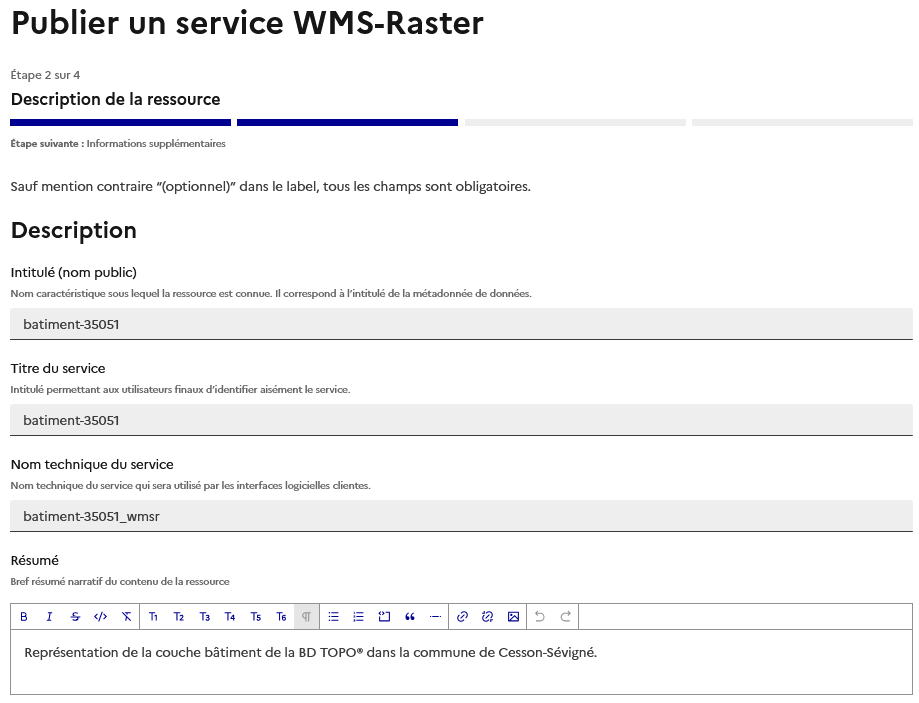 Publier un service WMS-Raster
Étape 2 sur 4
Description de la ressource
Étape suivante : Informations supplémentaires
Sauf mention contraire “(optionnel)” dans le label, tous les champs sont obligatoires.
Description
Intitulé (nom public)
Nom caractéristique sous lequel la ressource est connue. Il correspond à l’intitulé de la métadonnée de données.
batiment-35051
Titre du service
Intitulé permettant aux utilisateurs finaux d’identifier aisément le service.
batiment-35051
Nom technique du service
Nom technique du service qui sera utilisé par les interfaces logicielles clientes.
batiment-35051_wmsr
Résumé
Bref résumé narratif du contenu de la ressource
B I S T1 T2 T3 T4 T5 T6 ¶
Représentation de la couche bâtiment de la BD TOPO® dans la commune de Cesson-Sévigné.